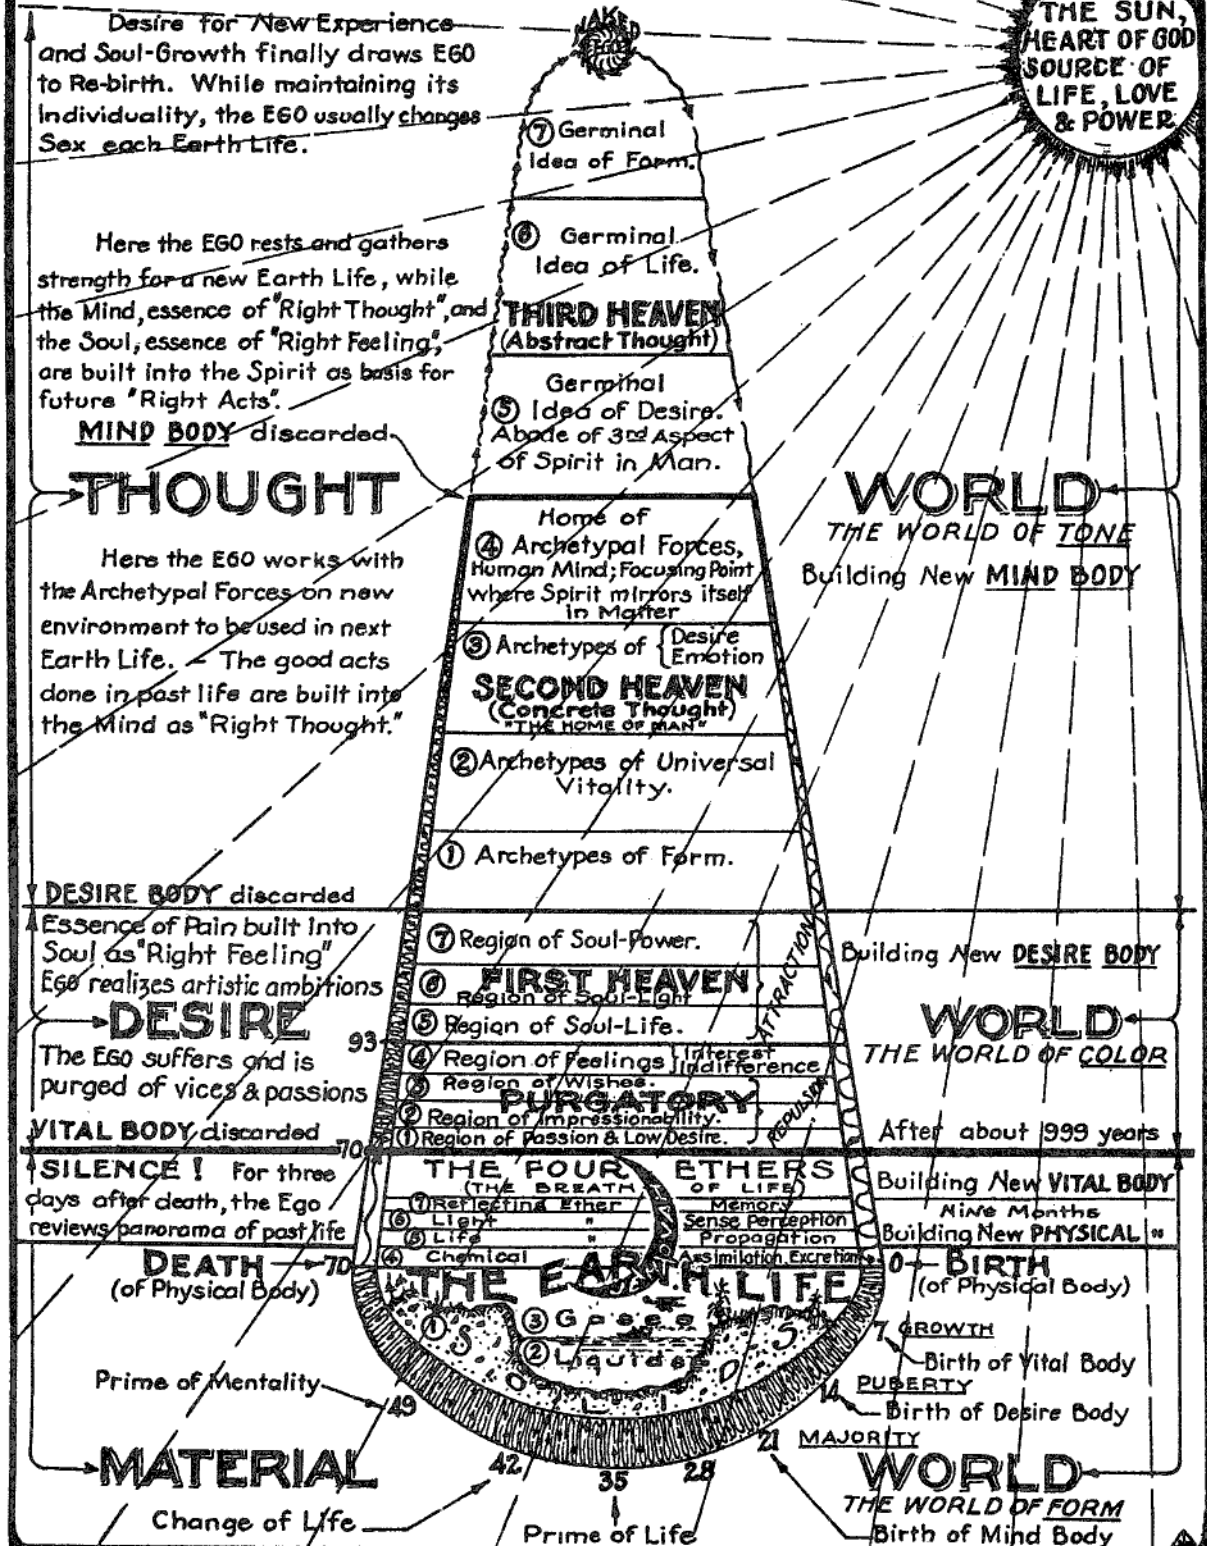 Desire for New Experience
and Soul-Growth finally draws EGO
to Re-birth. While maintaining its
Individuality, the EGO usually changes
Sex each Earth Life.
NAKED
EGO
THE SUN,
HEART OF GOD
SOURCE OF
LIFE, LOVE
& POWER
7 Germinal
Idea of Form.
Here the EGO rests and gathers
strength for a new Earth Life, while
the Mind, essence of "Right Thought", and
the Soul, essence of "Right Feeling",
are built into the Spirit as basis for
future "Right Acts".
MIND BODY discarded
6 Germinal
Idea of Life.
THIRD HEAVEN
(Abstract Thought)
Germinal
5 Idea of Desire.
Abode of 3rd Aspect
of Spirit in Man.
THOUGHT
WORLD
THE WORLD OF TONE
Building New MIND BODY
Here the EGO works with
the Archetypal Forces on new
environment to be used in next
Earth Life. – The good acts
done in past life are built into
the Mind as "Right Thought."
Home of
4 Archetypal Forces,
Human Mind; Focusing Point
where Spirit mirrors itself
in Matter
3 Archetypes of { Desire
Emotion
SECOND HEAVEN
(Concrete Thought)
"THE HOME OF MAN"
2 Archetypes of Universal
Vitality.
1 Archetypes of Form.
DESIRE BODY discarded
Essence of Pain built into
Soul as "Right Feeling"
EGO realizes artistic ambitions
DESIRE
The EGO suffers and is
purged of vices & passions
VITAL BODY discarded
93
70
7 Region of Soul-Power.
FIRST HEAVEN
6 Region of Soul-Light
5 Region of Soul-Life.
4 Region of Feelings } Interest
Indifference
3 Region of Wishes.
PURGATORY
2 Region of Impressionability.
1 Region of Passion & Low Desire.
ATTRACTION
REPULSION
Building New DESIRE BODY
WORLD
THE WORLD OF COLOR
After about 999 years
SILENCE! For three
days after death, the Ego
reviews panorama of past life
THE FOUR ETHERS
(THE BREATH OF LIFE)
7 Reflecting Ether Memory
6 Light " Sense Perception
5 Life " Propagation
4 Chemical Assimilation, Excretion
Building New VITAL BODY
Nine Months
Building New PHYSICAL "
DEATH 70
(of Physical Body)
THE EARTH LIFE
0 BIRTH
(of Physical Body)
3 Gases
2 Liquids
1 SOLIDS
7 GROWTH
Birth of Vital Body
PUBERTY
14
Birth of Desire Body
21 MAJORITY
Prime of Mentality
49
42
35
28
MATERIAL
WORLD
THE WORLD OF FORM
Change of Life
Prime of Life
Birth of Mind Body